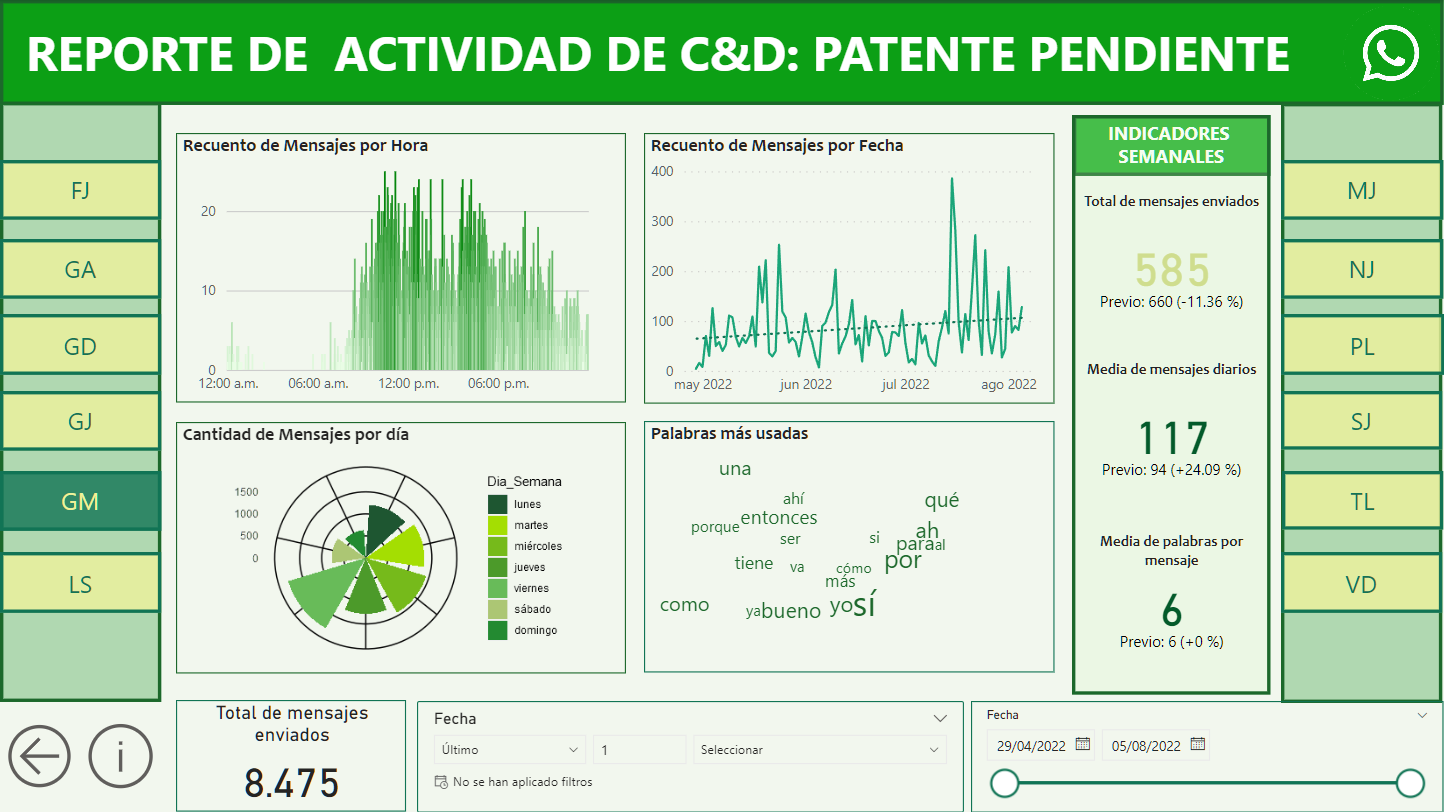 REPORTE DE ACTIVIDAD DE C&D: PATENTE PENDIENTE
FJ
GA
GD
GJ
GM
LS
Recuento de Mensajes por Hora
20
10
0
12:00 a.m.
06:00 a.m.
12:00 p.m.
06:00 p.m.
Recuento de Mensajes por Fecha
400
300
200
100
0
may 2022
jun 2022
jul 2022
ago 2022
Cantidad de Mensajes por día
1500
1000
500
0
Dia_Semana
lunes
martes
miércoles
jueves
viernes
sábado
domingo
Palabras más usadas
una
ahí
qué
porque
entonces
ser
si
ah
para
al
tiene
va
cómo
por
más
como
ya
bueno
yo
sí
INDICADORES
SEMANALES
Total de mensajes enviados
585
Previo: 660 (-11.36 %)
Media de mensajes diarios
117
Previo: 94 (+24.09 %)
Media de palabras por
mensaje
6
Previo: 6 (+0 %)
MJ
NJ
PL
SJ
TL
VD
Total de mensajes
enviados
8.475
Fecha
Último
1
Seleccionar
No se han aplicado filtros
Fecha
29/04/2022
05/08/2022